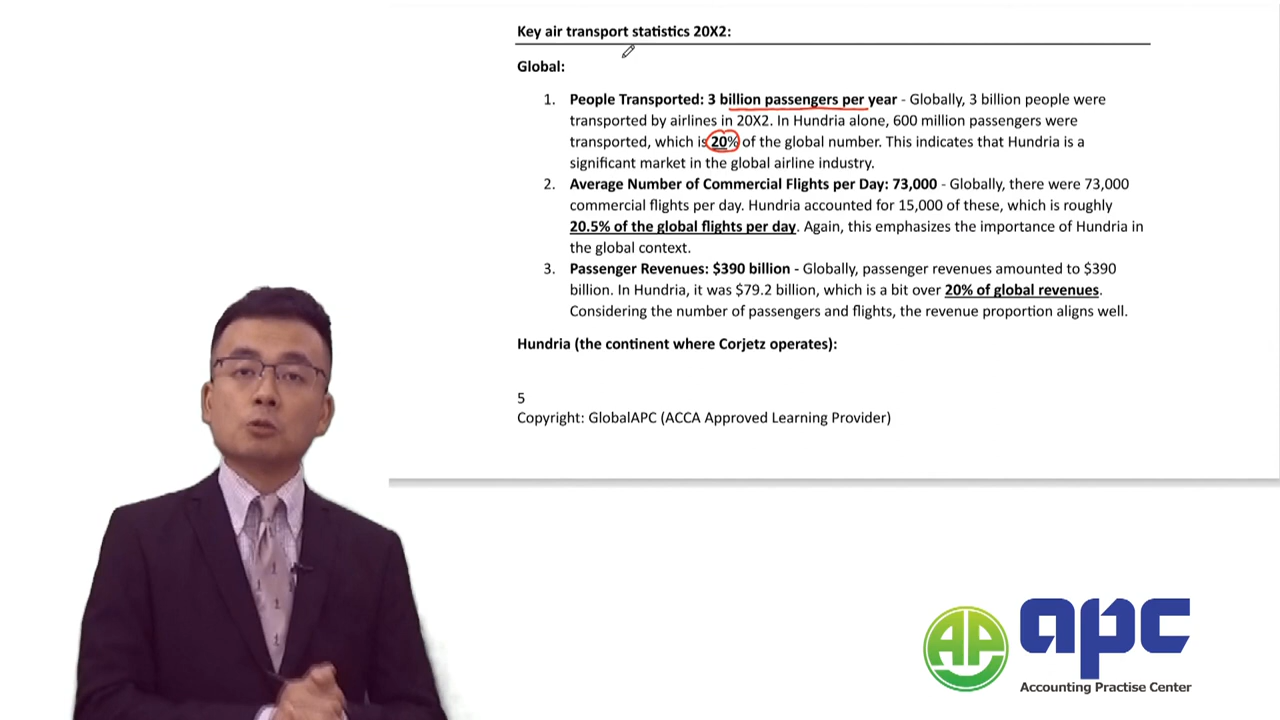 Key air transport statistics 20X2:
Global:
1. People Transported: 3 billion passengers per year - Globally, 3 billion people were
transported by airlines in 20X2. In Hundria alone, 600 million passengers were
transported, which is 20% of the global number. This indicates that Hundria is a
significant market in the global airline industry.
2. Average Number of Commercial Flights per Day: 73,000 - Globally, there were 73,000
commercial flights per day. Hundria accounted for 15,000 of these, which is roughly
20.5% of the global flights per day. Again, this emphasizes the importance of Hundria in
the global context.
3. Passenger Revenues: $390 billion - Globally, passenger revenues amounted to $390
billion. In Hundria, it was $79.2 billion, which is a bit over 20% of global revenues.
Considering the number of passengers and flights, the revenue proportion aligns well.
Hundria (the continent where Corjetz operates):
5
Copyright: GlobalAPC (ACCA Approved Learning Provider)
AP
apc
Accounting Practise Center